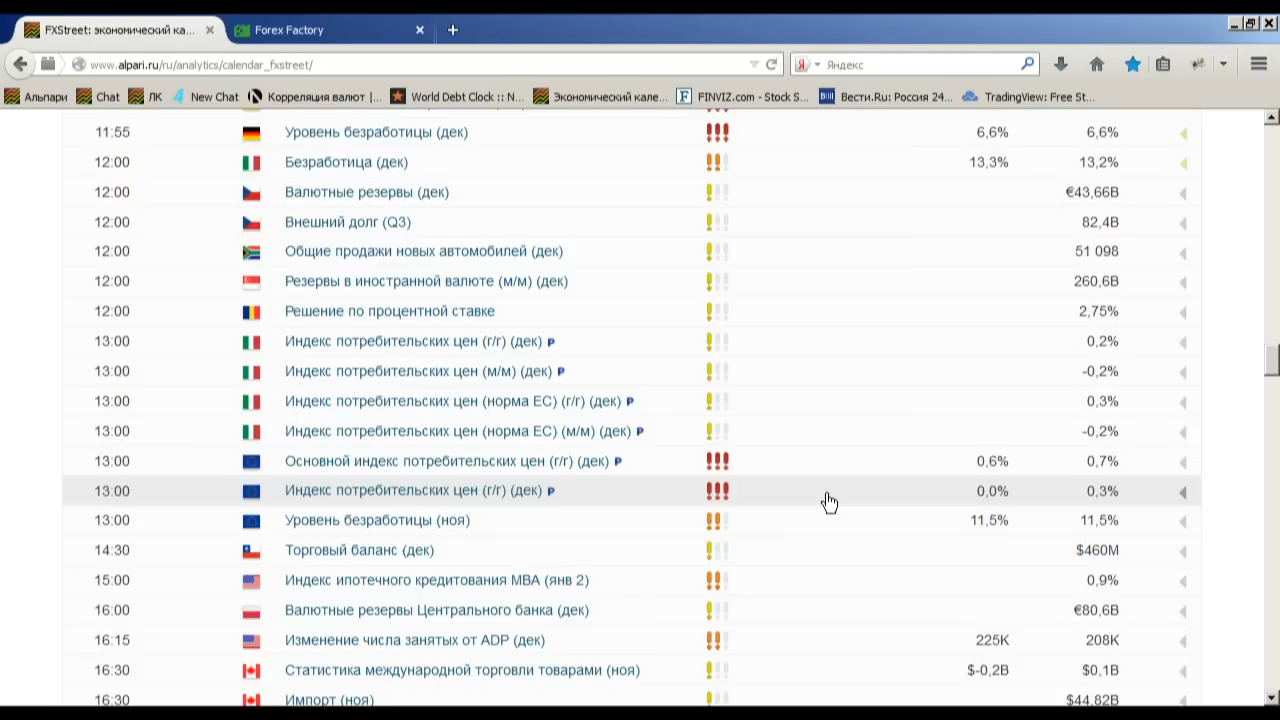 FXStreet: экономический ка...
Forex Factory
www.alpari.ru/ru/analytics/calendar_fxstreet/
Яндекс
Альпари
Chat
ЛК
New Chat
Корреляция валют |...
World Debt Clock :: N...
Экономический кале...
FINVIZ.com - Stock S...
Вести.Ru: Россия 24...
TradingView: Free St...
11:55 Уровень безработицы (дек) 6,6% 6,6%
12:00 Безработица (дек) 13,3% 13,2%
12:00 Валютные резервы (дек) €43,66B
12:00 Внешний долг (Q3) 82,4B
12:00 Общие продажи новых автомобилей (дек) 51 098
12:00 Резервы в иностранной валюте (м/м) (дек) 260,6B
12:00 Решение по процентной ставке 2,75%
13:00 Индекс потребительских цен (г/г) (дек) P 0,2%
13:00 Индекс потребительских цен (м/м) (дек) P -0,2%
13:00 Индекс потребительских цен (норма ЕС) (г/г) (дек) P 0,3%
13:00 Индекс потребительских цен (норма ЕС) (м/м) (дек) P -0,2%
13:00 Основной индекс потребительских цен (г/г) (дек) P 0,6% 0,7%
13:00 Индекс потребительских цен (г/г) (дек) P 0,0% 0,3%
13:00 Уровень безработицы (ноя) 11,5% 11,5%
14:30 Торговый баланс (дек) $460M
15:00 Индекс ипотечного кредитования MBA (янв 2) 0,9%
16:00 Валютные резервы Центрального банка (дек) €80,6B
16:15 Изменение числа занятых от ADP (дек) 225K 208K
16:30 Статистика международной торговли товарами (ноя) $-0,2B $0,1B
16:30 Импорт (ноя) $44,82B